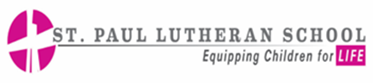 ST. PAUL LUTHERAN SCHOOL
Equipping Children for LIFE